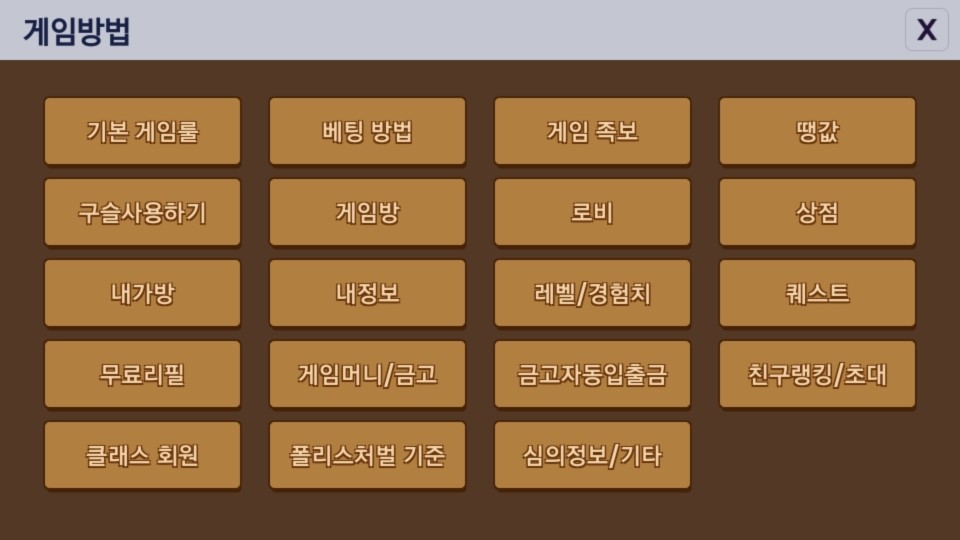 게임방법
X
기본 게임룰
베팅 방법
게임 족보
땡값
구슬사용하기
게임방
로비
상점
내가방
내정보
레벨/경험치
퀘스트
무료리필
게임머니/금고
금고자동입출금
친구랭킹/초대
클래스 회원
폴리스처벌 기준
심의정보/기타